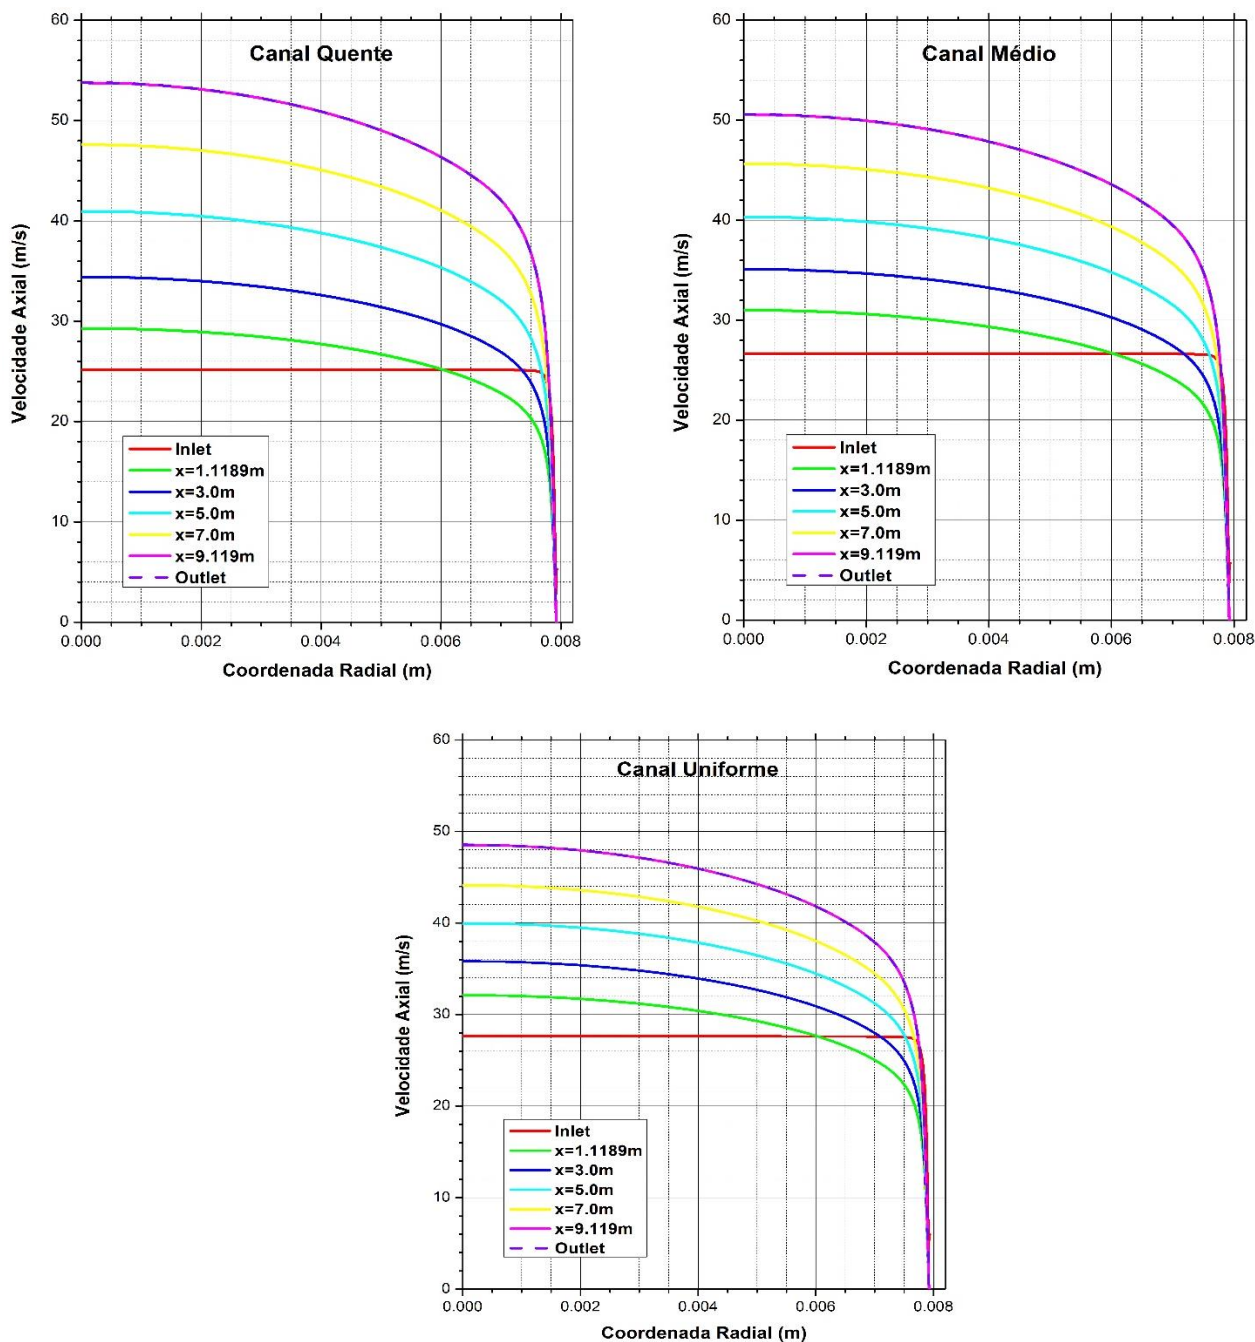 Canal Quente
Velocidade Axial (m/s)
60
50
40
30
20
10
0
Inlet
x=1.1189m
x=3.0m
x=5.0m
x=7.0m
x=9.119m
Outlet
0.000 0.002 0.004 0.006 0.008
Coordenada Radial (m)
Canal Médio
Velocidade Axial (m/s)
60
50
40
30
20
10
0
Inlet
x=1.1189m
x=3.0m
x=5.0m
x=7.0m
x=9.119m
Outlet
0.000 0.002 0.004 0.006 0.008
Coordenada Radial (m)
Canal Uniforme
Velocidade Axial (m/s)
60
50
40
30
20
10
0
Inlet
x=1.1189m
x=3.0m
x=5.0m
x=7.0m
x=9.119m
Outlet
0.000 0.002 0.004 0.006 0.008
Coordenada Radial (m)